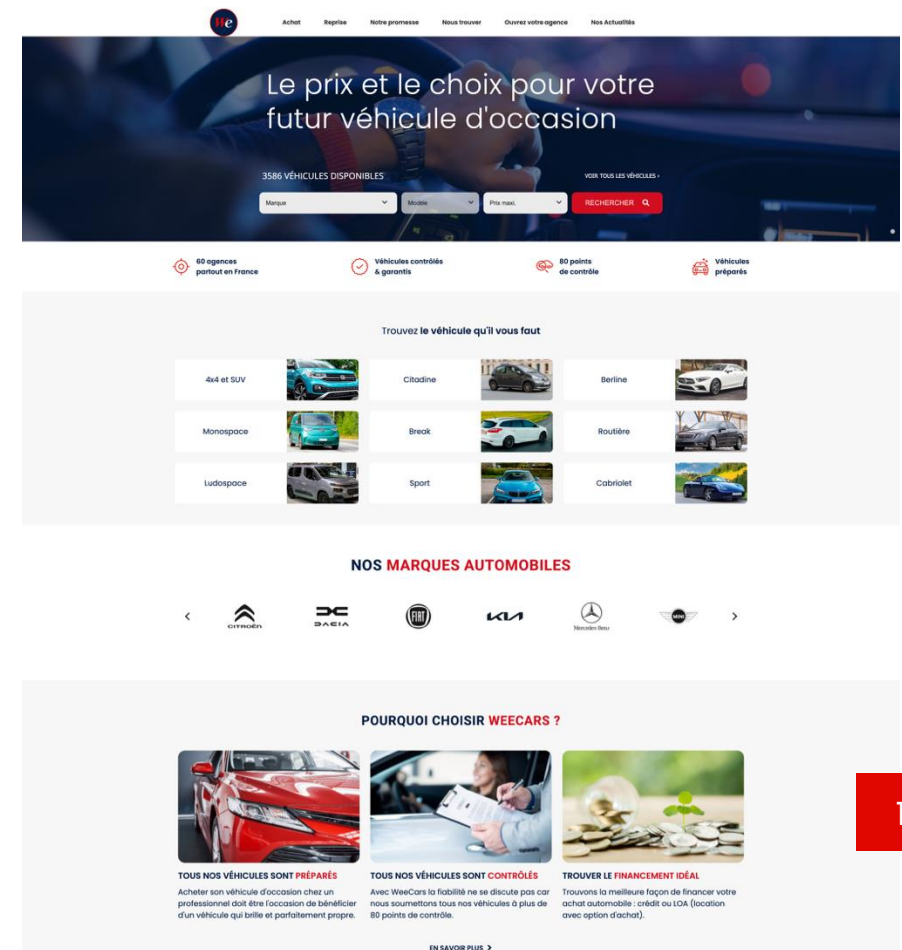 We
Achat Reprise Notre promesse Nous trouver Ouvrez votre agence Nos Actualités
Le prix et le choix pour votre
futur véhicule d'occasion
3586 VÉHICULES DISPONIBLES
VOIR TOUS LES VÉHICULES ›
Marque Modèle Prix maxi. RECHERCHER
60 agences
partout en France
Véhicules contrôlés
& garantis
80 points
de contrôle
Véhicules
préparés
Trouvez le véhicule qu'il vous faut
4x4 et SUV Citadine Berline
Monospace Break Routière
Ludospace Sport Cabriolet
NOS MARQUES AUTOMOBILES
CITROËN DACIA FIAT KIA Mercedes-Benz MINI
POURQUOI CHOISIR WEECARS ?
TOUS NOS VÉHICULES SONT PRÉPARÉS
Acheter son véhicule d'occasion chez un
professionnel doit être l'occasion de bénéficier
d'un véhicule qui brille et parfaitement propre.
TOUS NOS VÉHICULES SONT CONTRÔLÉS
Avec WeeCars la fiabilité ne se discute pas car
nous soumettons tous nos véhicules à plus de
80 points de contrôle.
TROUVER LE FINANCEMENT IDÉAL
Trouvons la meilleure façon de financer votre
achat automobile : crédit ou LOA (location
avec option d'achat).
EN SAVOIR PLUS >